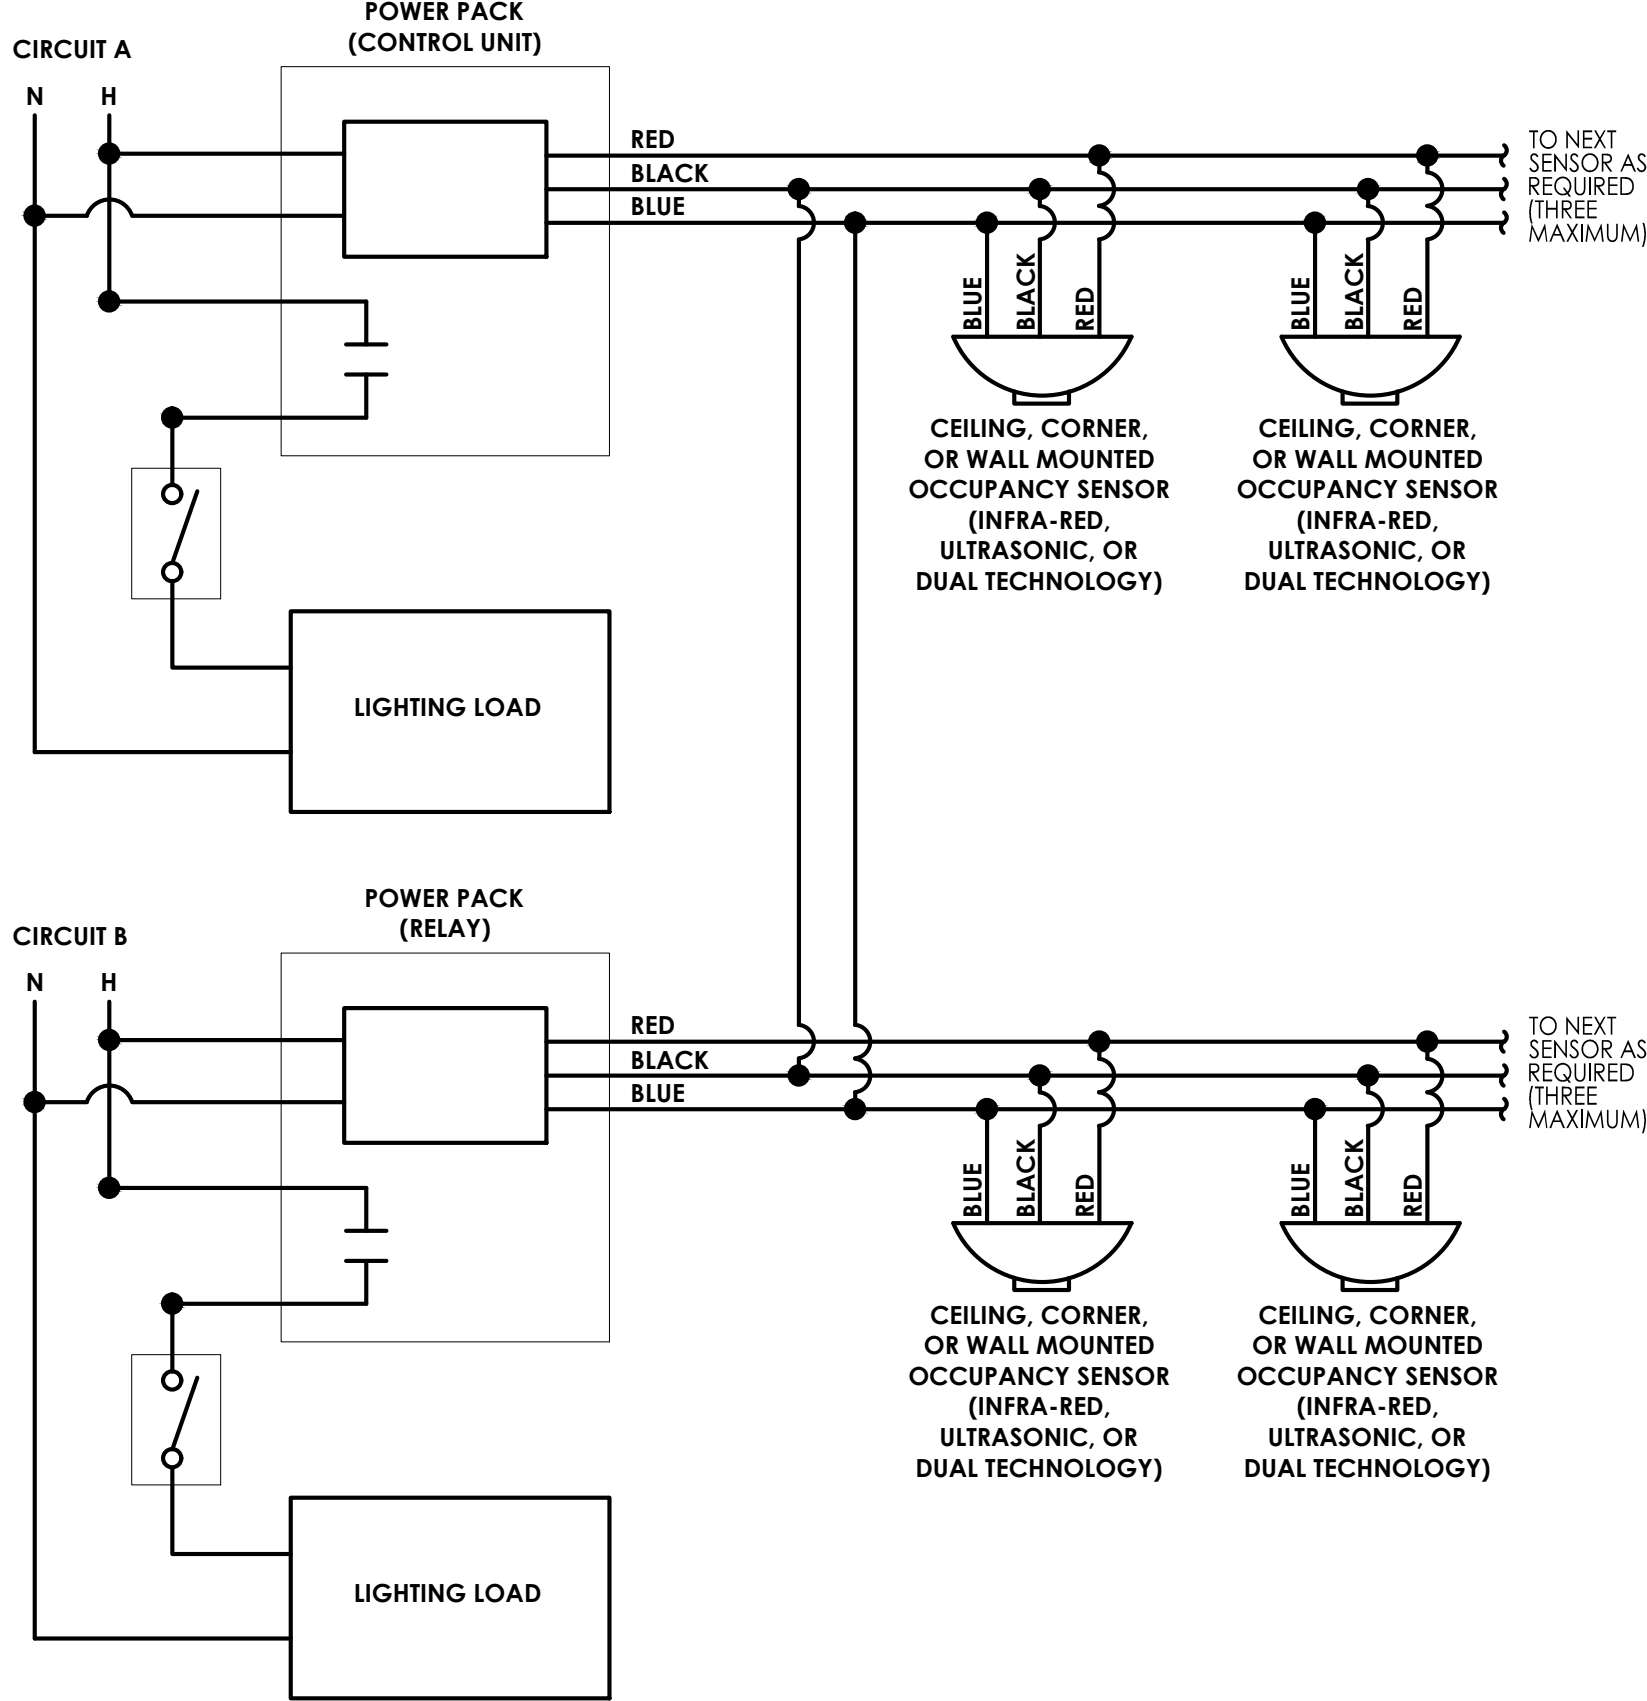 POWER PACK
(CONTROL UNIT)
CIRCUIT A
N
H
RED
BLACK
BLUE
TO NEXT
SENSOR AS
REQUIRED
(THREE
MAXIMUM)
BLUE
BLACK
RED
BLUE
BLACK
RED
CEILING, CORNER,
OR WALL MOUNTED
OCCUPANCY SENSOR
(INFRA-RED,
ULTRASONIC, OR
DUAL TECHNOLOGY)
CEILING, CORNER,
OR WALL MOUNTED
OCCUPANCY SENSOR
(INFRA-RED,
ULTRASONIC, OR
DUAL TECHNOLOGY)
LIGHTING LOAD
POWER PACK
(RELAY)
CIRCUIT B
N
H
RED
BLACK
BLUE
TO NEXT
SENSOR AS
REQUIRED
(THREE
MAXIMUM)
BLUE
BLACK
RED
BLUE
BLACK
RED
CEILING, CORNER,
OR WALL MOUNTED
OCCUPANCY SENSOR
(INFRA-RED,
ULTRASONIC, OR
DUAL TECHNOLOGY)
CEILING, CORNER,
OR WALL MOUNTED
OCCUPANCY SENSOR
(INFRA-RED,
ULTRASONIC, OR
DUAL TECHNOLOGY)
LIGHTING LOAD